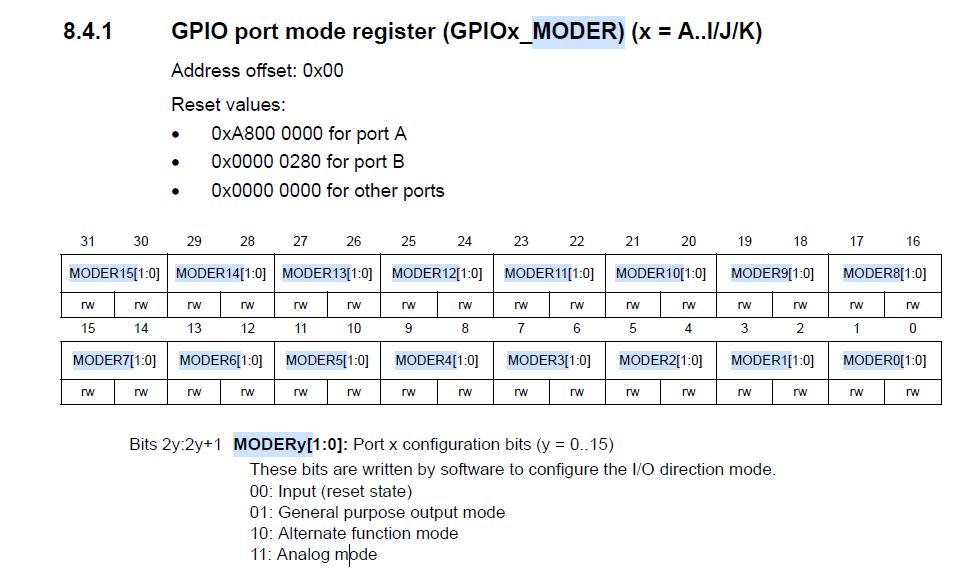 8.4.1 GPIO port mode register (GPIOx_MODER) (x = A..I/J/K)
Address offset: 0x00
Reset values:
• 0xA800 0000 for port A
• 0x0000 0280 for port B
• 0x0000 0000 for other ports
31 30 29 28 27 26 25 24 23 22 21 20 19 18 17 16
MODER15[1:0] MODER14[1:0] MODER13[1:0] MODER12[1:0] MODER11[1:0] MODER10[1:0] MODER9[1:0] MODER8[1:0]
rw rw rw rw rw rw rw rw rw rw rw rw rw rw rw rw
15 14 13 12 11 10 9 8 7 6 5 4 3 2 1 0
MODER7[1:0] MODER6[1:0] MODER5[1:0] MODER4[1:0] MODER3[1:0] MODER2[1:0] MODER1[1:0] MODER0[1:0]
rw rw rw rw rw rw rw rw rw rw rw rw rw rw rw rw
Bits 2y:2y+1 MODERy[1:0]: Port x configuration bits (y = 0..15)
These bits are written by software to configure the I/O direction mode.
00: Input (reset state)
01: General purpose output mode
10: Alternate function mode
11: Analog mode